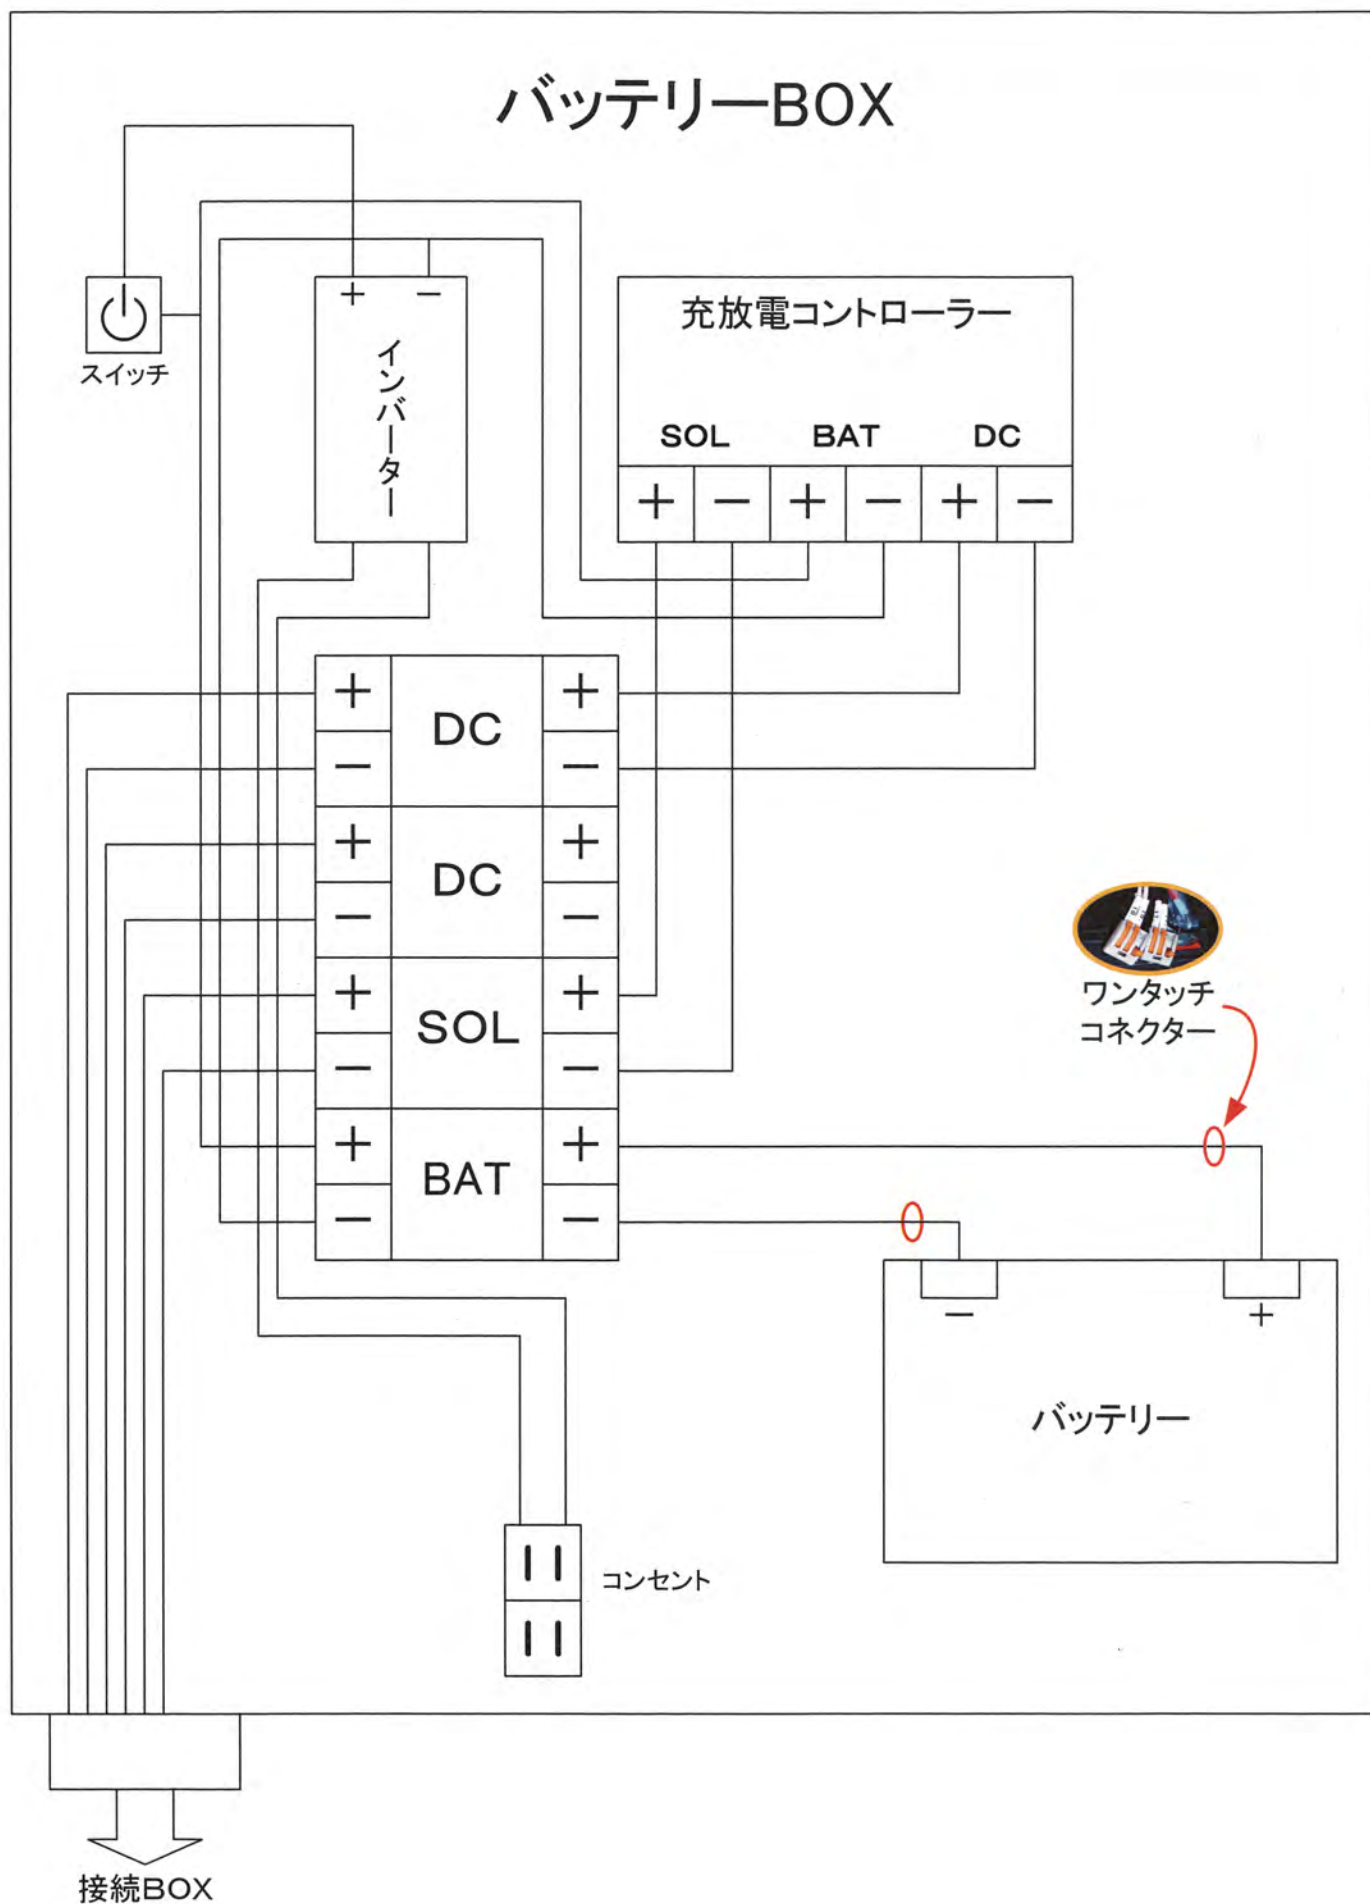 バッテリーBOX
スイッチ
+ −
インバーター
充放電コントローラー
SOL BAT DC
+ − + − + −
+ DC +
− −
+ DC +
− −
+ SOL +
− −
+ BAT +
− −
ワンタッチ
コネクター
− +
バッテリー
コンセント
接続BOX